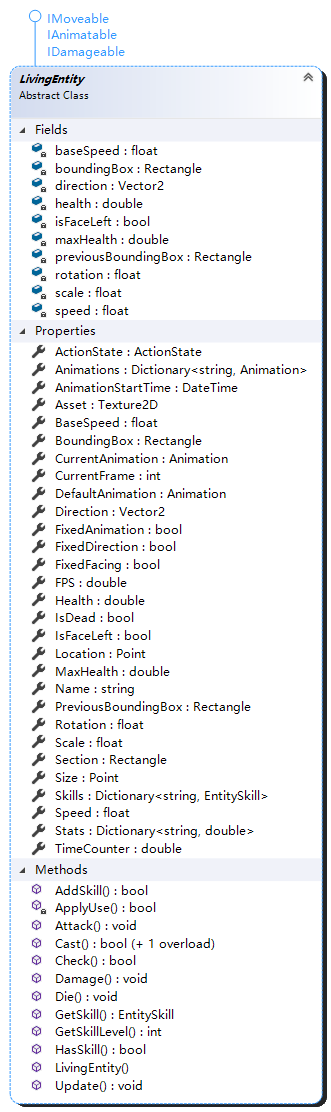 IMoveable
IAnimatable
IDamageable
LivingEntity
Abstract Class
Fields
baseSpeed : float
boundingBox : Rectangle
direction : Vector2
health : double
isFaceLeft : bool
maxHealth : double
previousBoundingBox : Rectangle
rotation : float
scale : float
speed : float
Properties
ActionState : ActionState
Animations : Dictionary<string, Animation>
AnimationStartTime : DateTime
Asset : Texture2D
BaseSpeed : float
BoundingBox : Rectangle
CurrentAnimation : Animation
CurrentFrame : int
DefaultAnimation : Animation
Direction : Vector2
FixedAnimation : bool
FixedDirection : bool
FixedFacing : bool
FPS : double
Health : double
IsDead : bool
IsFaceLeft : bool
Location : Point
MaxHealth : double
Name : string
PreviousBoundingBox : Rectangle
Rotation : float
Scale : float
Section : Rectangle
Size : Point
Skills : Dictionary<string, EntitySkill>
Speed : float
Stats : Dictionary<string, double>
TimeCounter : double
Methods
AddSkill() : bool
ApplyUse() : bool
Attack() : void
Cast() : bool (+ 1 overload)
Check() : bool
Damage() : void
Die() : void
GetSkill() : EntitySkill
GetSkillLevel() : int
HasSkill() : bool
LivingEntity()
Update() : void